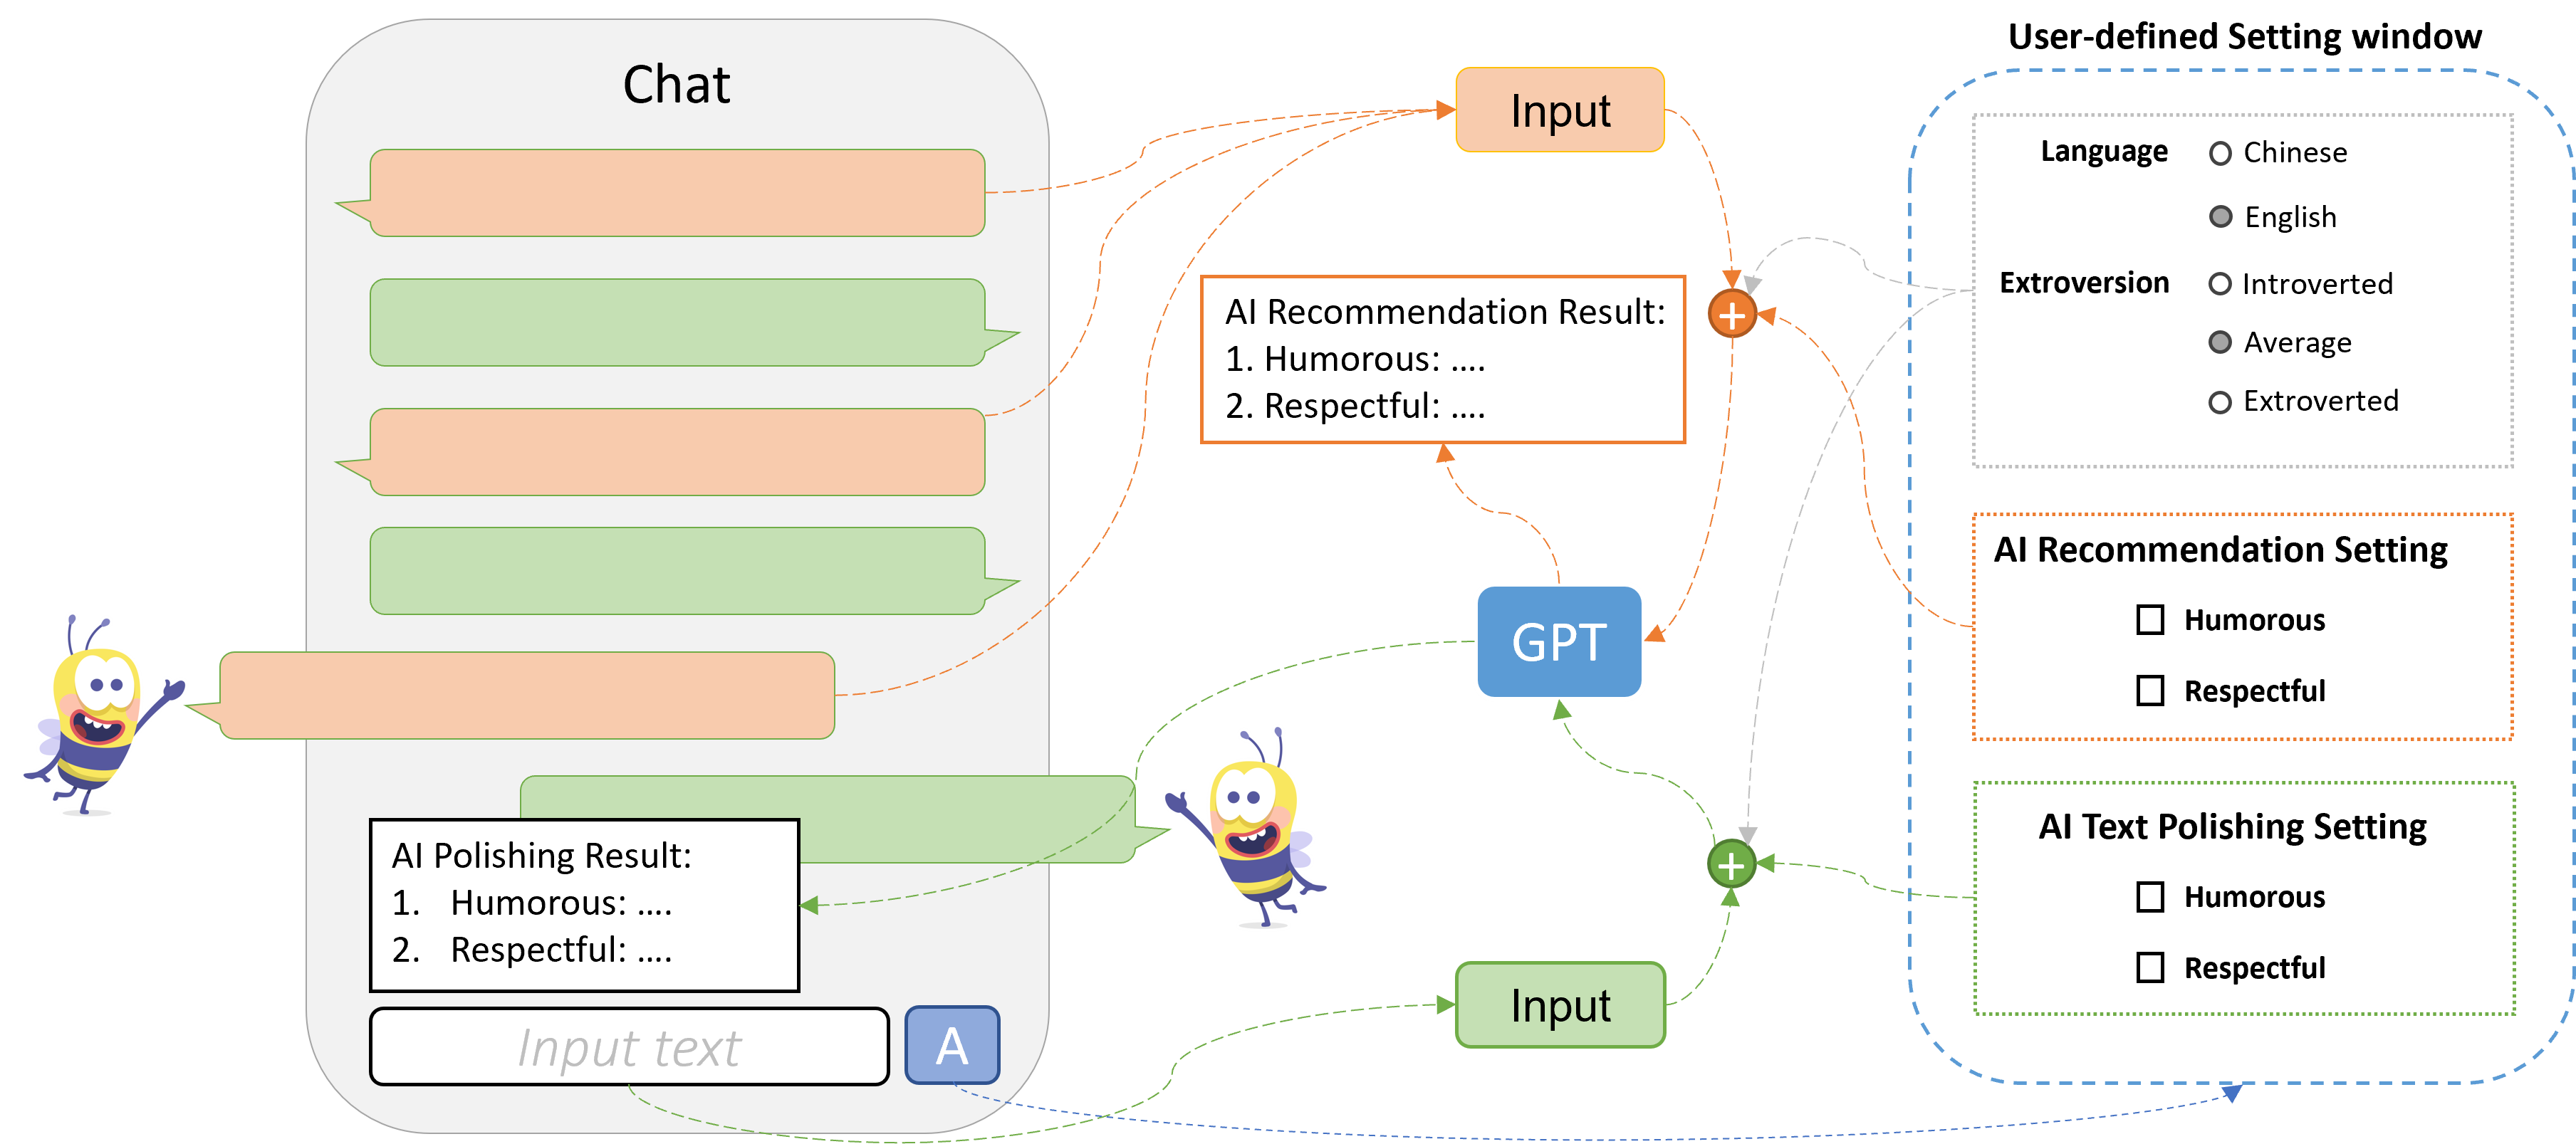 Chat
Input
AI Recommendation Result:
1. Humorous: ....
2. Respectful: ....
GPT
AI Polishing Result:
1. Humorous: ....
2. Respectful: ....
Input text
A
Input
User-defined Setting window
Language
Chinese
English
Extroversion
Introverted
Average
Extroverted
AI Recommendation Setting
Humorous
Respectful
AI Text Polishing Setting
Humorous
Respectful